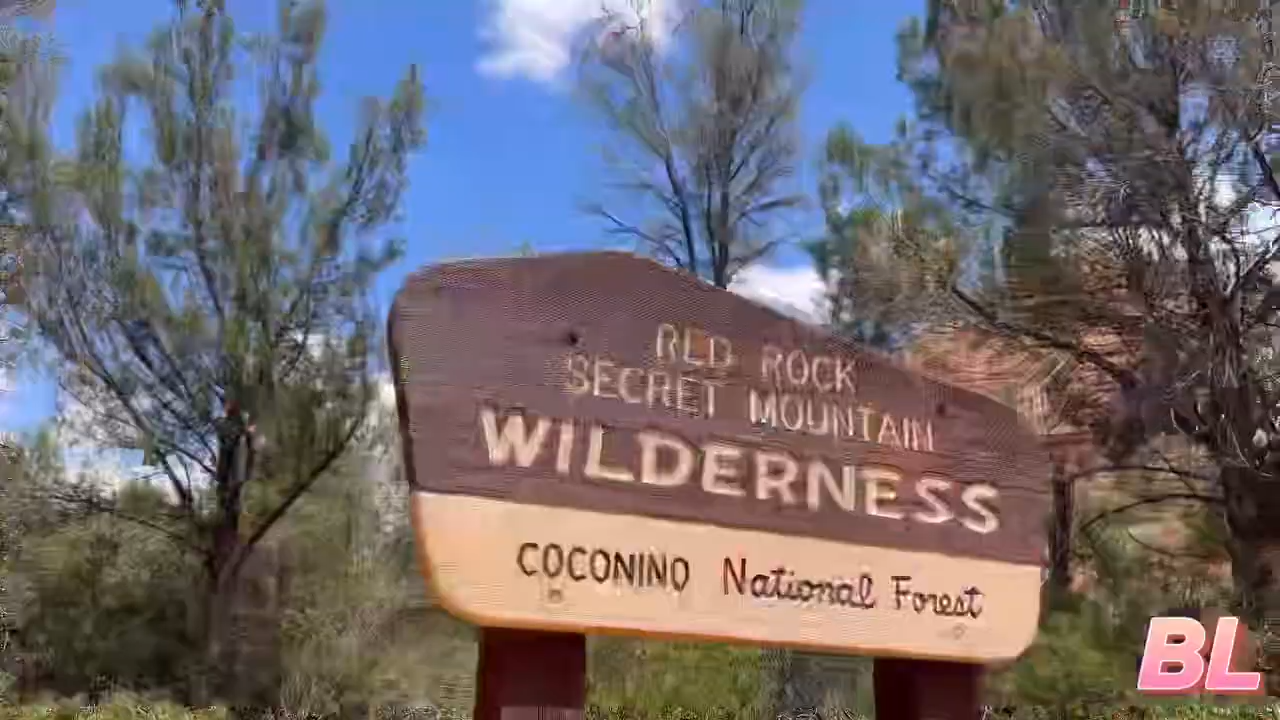 RED ROCK
SECRET MOUNTAIN
WILDERNESS
COCONINO National Forest
BL